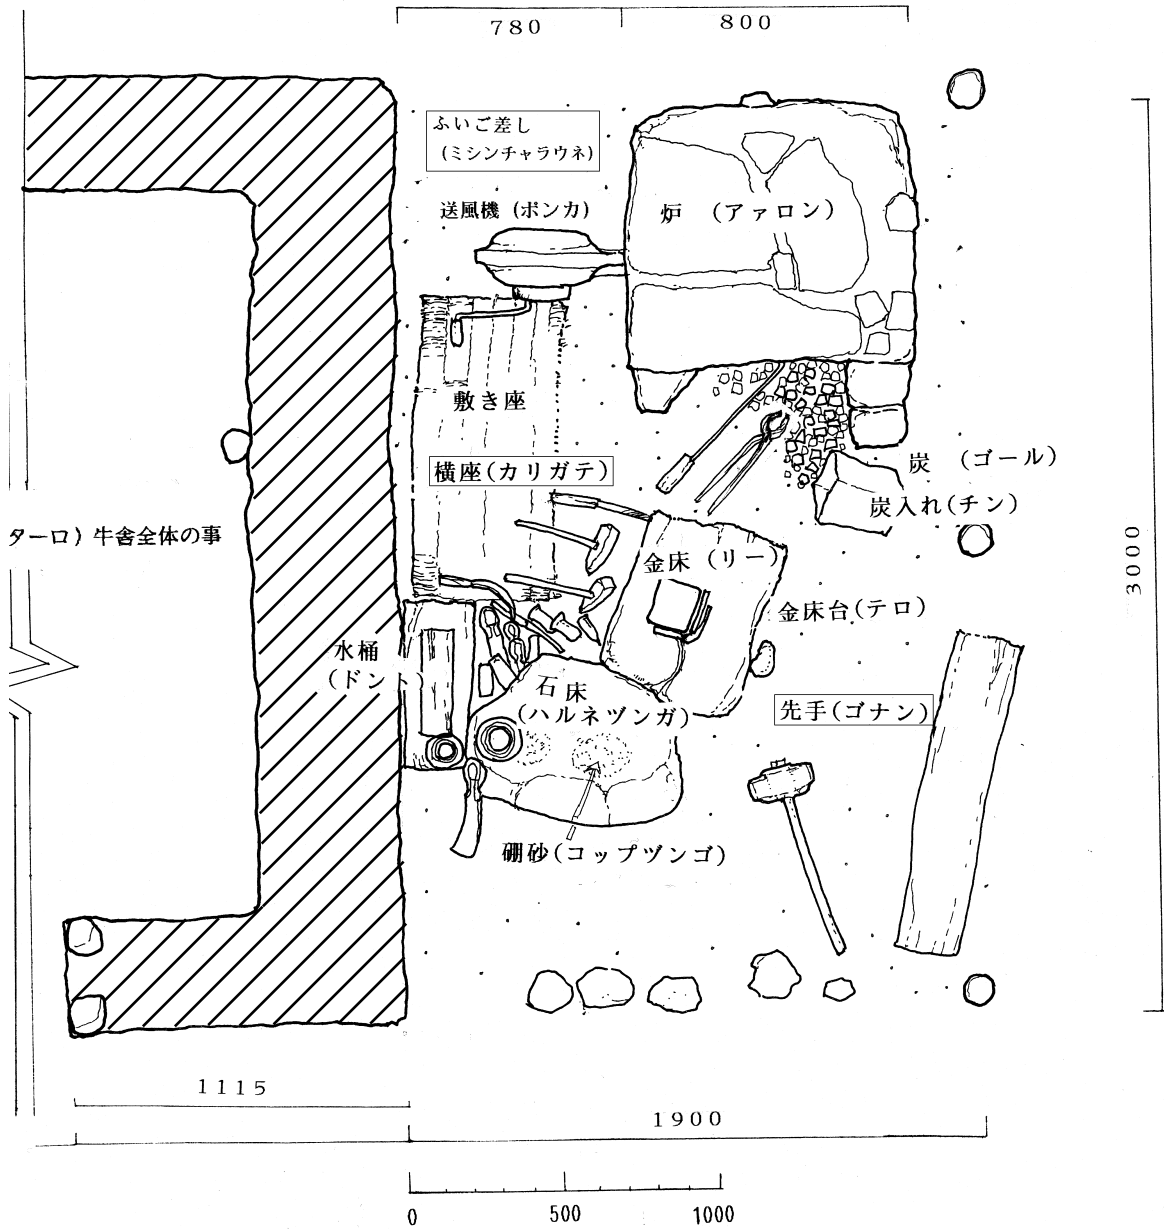 780
800
ふいご差し
(ミシンチャラウネ)
送風機 (ポンカ)
炉 (アァロン)
敷き座
横座(カリガテ)
炭 (ゴール)
炭入れ(チン)
ターロ) 牛舎全体の事
金床 (リー)
金床台(テロ)
3000
水桶
(ドント)
石床
(ハルネヅンガ)
先手(ゴナン)
硼砂(コップヅンゴ)
1115
1900
0 500 1000